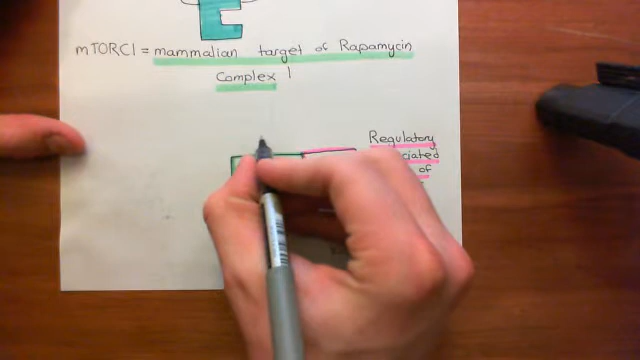 mTORC1 = mammalian target of Rapamycin
Complex 1
Regulatory
of